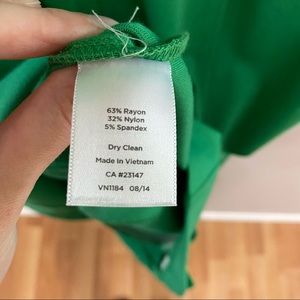 63% Rayon
32% Nylon
5% Spandex
Dry Clean
Made in Vietnam
CA #23147
VN1184 08/14